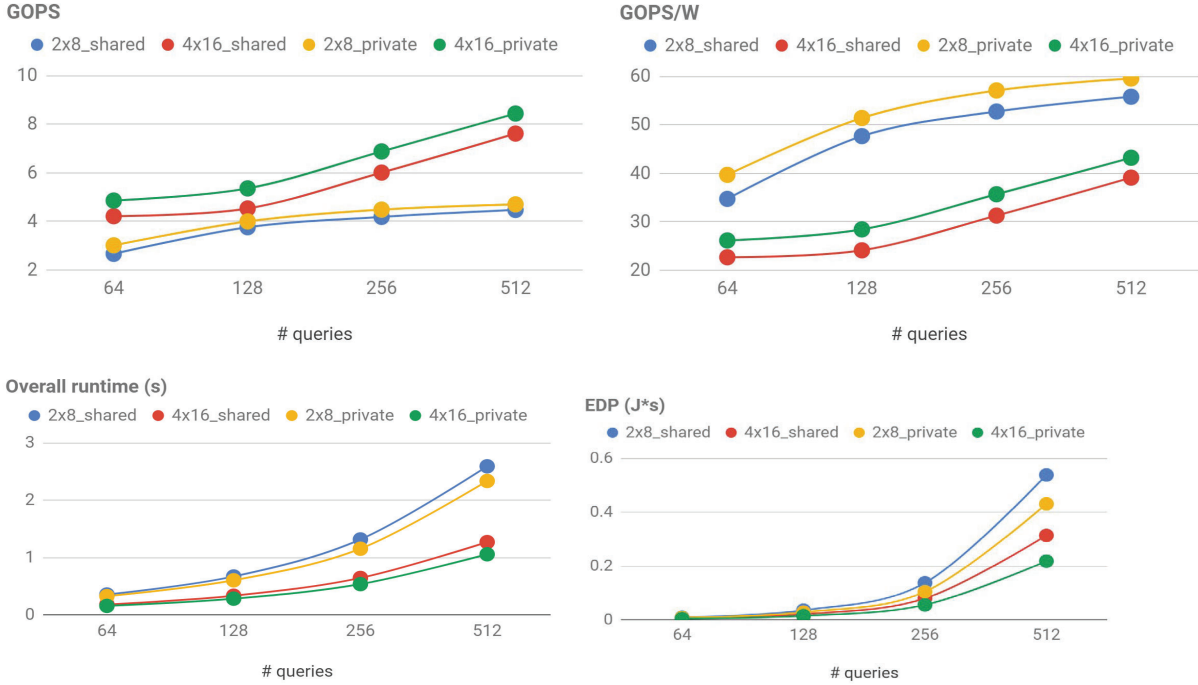 GOPS
2x8_shared 4x16_shared 2x8_private 4x16_private
10
8
6
4
2
64 128 256 512
# queries
GOPS/W
2x8_shared 4x16_shared 2x8_private 4x16_private
60
50
40
30
20
64 128 256 512
# queries
Overall runtime (s)
2x8_shared 4x16_shared 2x8_private 4x16_private
3
2
1
0
64 128 256 512
# queries
EDP (J*s)
2x8_shared 4x16_shared 2x8_private 4x16_private
0.6
0.4
0.2
0
64 128 256 512
# queries